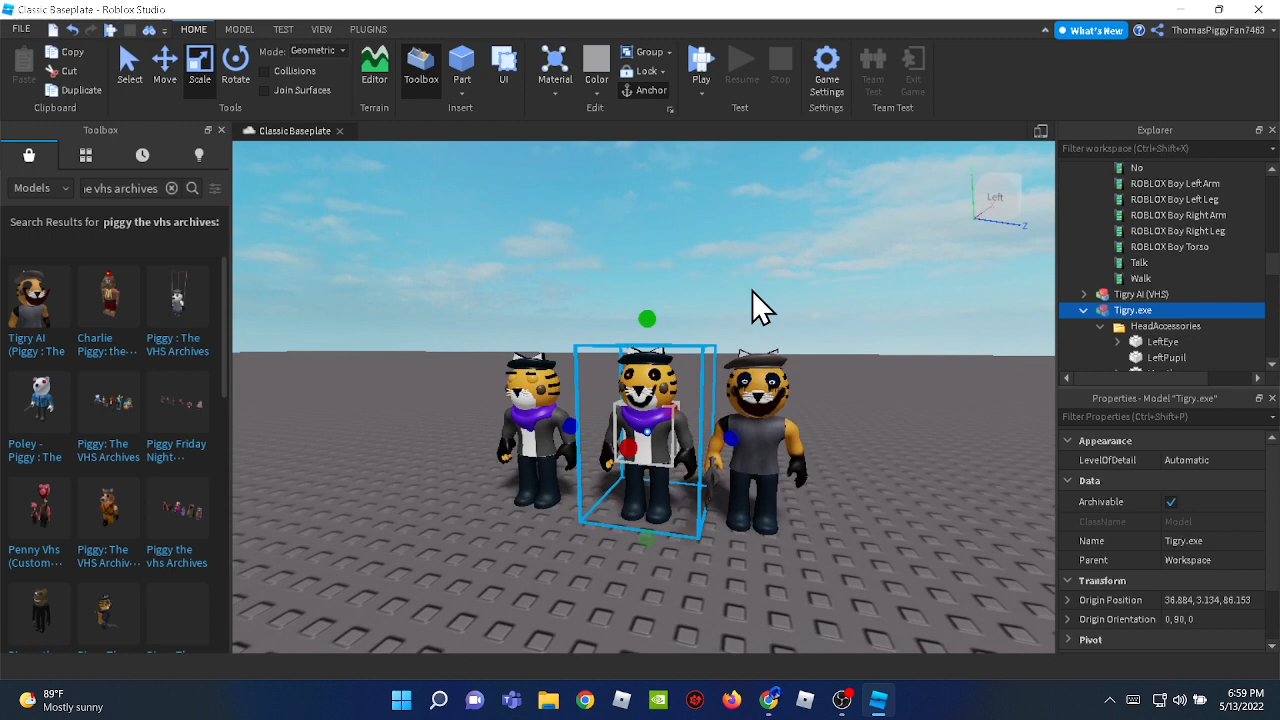 Classic Baseplate - Roblox Studio
FILE HOME MODEL TEST VIEW PLUGINS What's New ThomasPiggyFan7463
Paste Copy Cut Duplicate
Clipboard
Select Move Scale Rotate
Mode: Geometric
Collisions
Join Surfaces
Tools
Editor
Terrain
Toolbox Part UI
Insert
Material Color Group Lock Anchor
Edit
Play Resume Stop
Test
Game Settings
Settings
Team Test Exit Game
Team Test
Toolbox
Models
e vhs archives
Search Results for piggy the vhs archives:
Tigry AI (Piggy : The
Charlie Piggy: the···
Piggy : The VHS Archives
Poley - Piggy : The
Piggy: The VHS Archives
Piggy Friday Night···
Penny Vhs (Custom···
Piggy: The VHS Archiv···
Piggy the vhs Archives
Classic Baseplate
Left
Z
Explorer
Filter workspace (Ctrl+Shift+X)
No
ROBLOX Boy Left Arm
ROBLOX Boy Left Leg
ROBLOX Boy Right Arm
ROBLOX Boy Right Leg
ROBLOX Boy Torso
Talk
Walk
Tigry AI (VHS)
Tigry.exe
HeadAccessories
LeftEye
LeftPupil
Properties - Model "Tigry.exe"
Filter Properties (Ctrl+Shift+P)
Appearance
LevelOfDetail Automatic
Data
Archivable
ClassName Model
Name Tigry.exe
Parent Workspace
Transform
Origin Position 36.884, 3.134, 86.153
Origin Orientation 0, 90, 0
Pivot
89°F
Mostly sunny
6:59 PM
5/13/2022